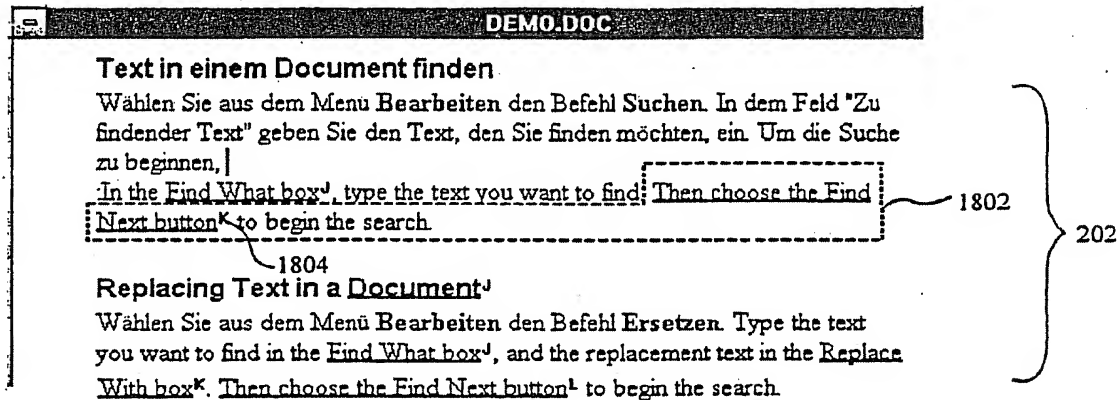 DEMO.DOC
Text in einem Document finden
Wählen Sie aus dem Menü Bearbeiten den Befehl Suchen. In dem Feld "Zu
findender Text" geben Sie den Text, den Sie finden möchten, ein. Um die Suche
zu beginnen,
In the Find What boxᴶ, type the text you want to find. Then choose the Find
Next buttonᴷ to begin the search.
1802
202
1804
Replacing Text in a Documentᴶ
Wählen Sie aus dem Menü Bearbeiten den Befehl Ersetzen. Type the text
you want to find in the Find What boxᴶ, and the replacement text in the Replace
With boxᴷ. Then choose the Find Next buttonᴸ to begin the search.